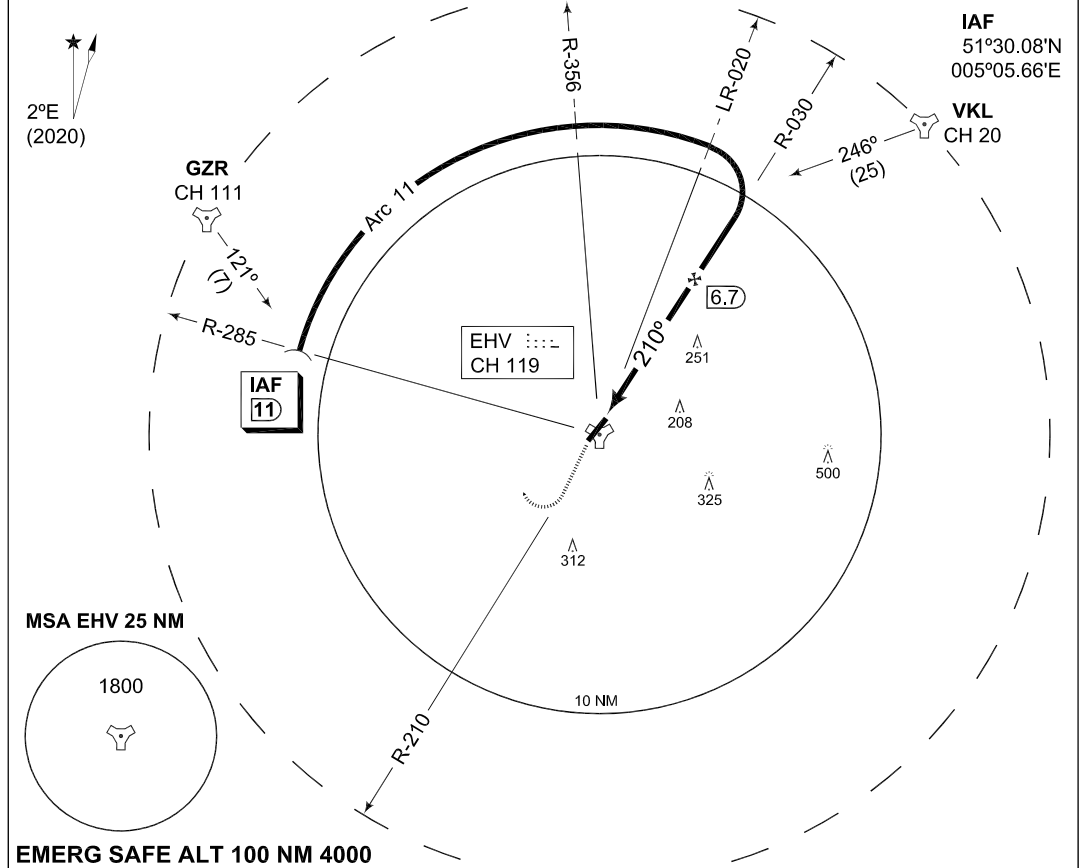 IAF
51º30.08'N
005º05.66'E
2ºE
(2020)
R-356
LR-020
R-030
VKL
CH 20
246º
(25)
GZR
CH 111
121º
(7)
Arc 11
R-285
IAF
11
6.7
EHV
CH 119
210º
251
208
500
325
312
10 NM
R-210
MSA EHV 25 NM
1800
EMERG SAFE ALT 100 NM 4000